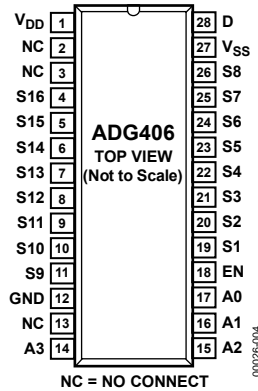 VDD 1 28 D
NC 2 27 VSS
NC 3 26 S8
S16 4 25 S7
S15 5 24 S6
S14 6 23 S5
S13 7 22 S4
S12 8 21 S3
S11 9 20 S2
S10 10 19 S1
S9 11 18 EN
GND 12 17 A0
NC 13 16 A1
A3 14 15 A2
ADG406
TOP VIEW
(Not to Scale)
NC = NO CONNECT
00026-004